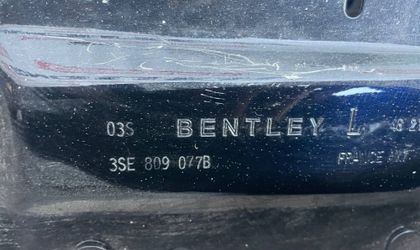 03S BENTLEY L
3SE 809 077B FRANCE